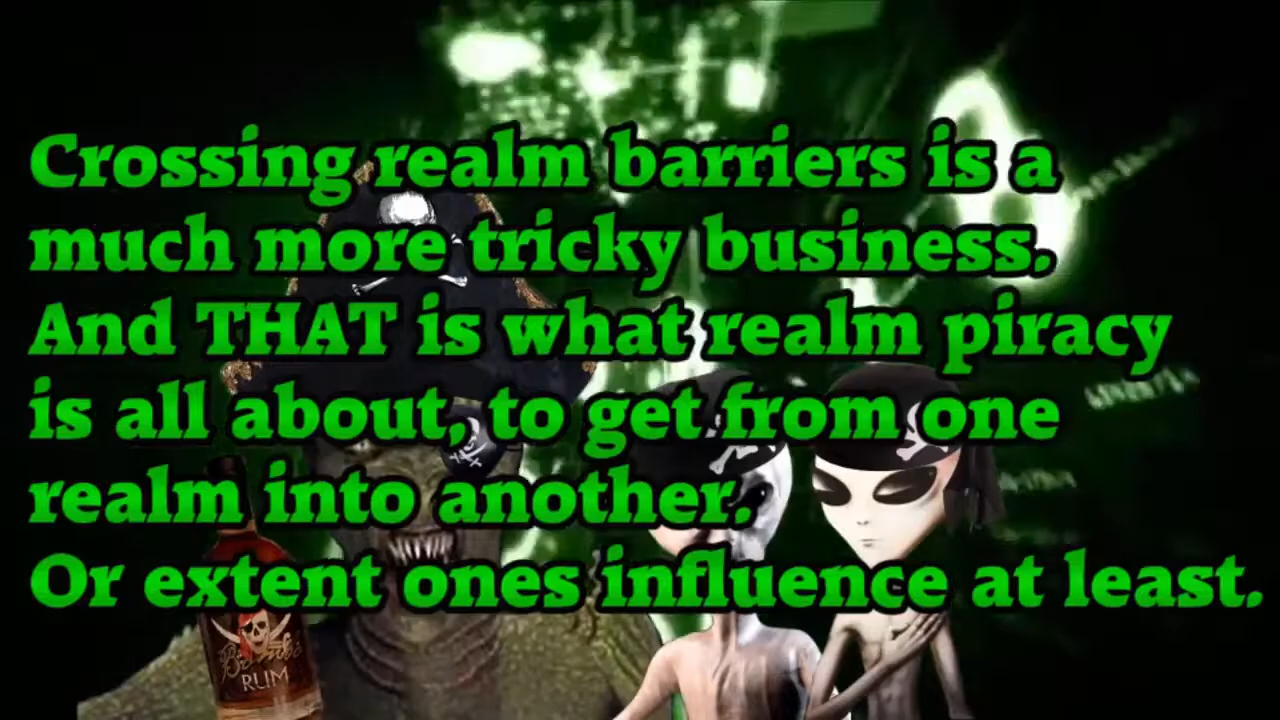 Crossing realm barriers is a
much more tricky business.
And THAT is what realm piracy
is all about, to get from one
realm into another.
Or extent ones influence at least.
RUM